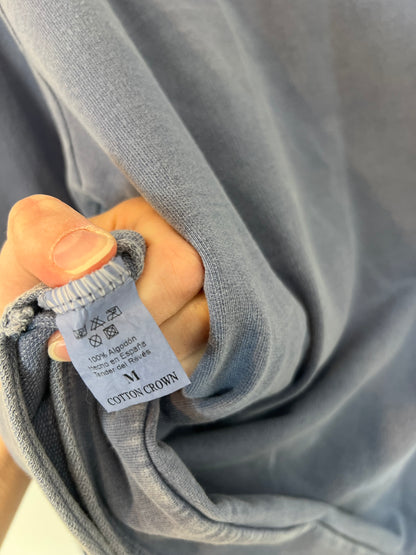 100% Algodón
Hecho en España
Tender del Revés
M
COTTON CROWN